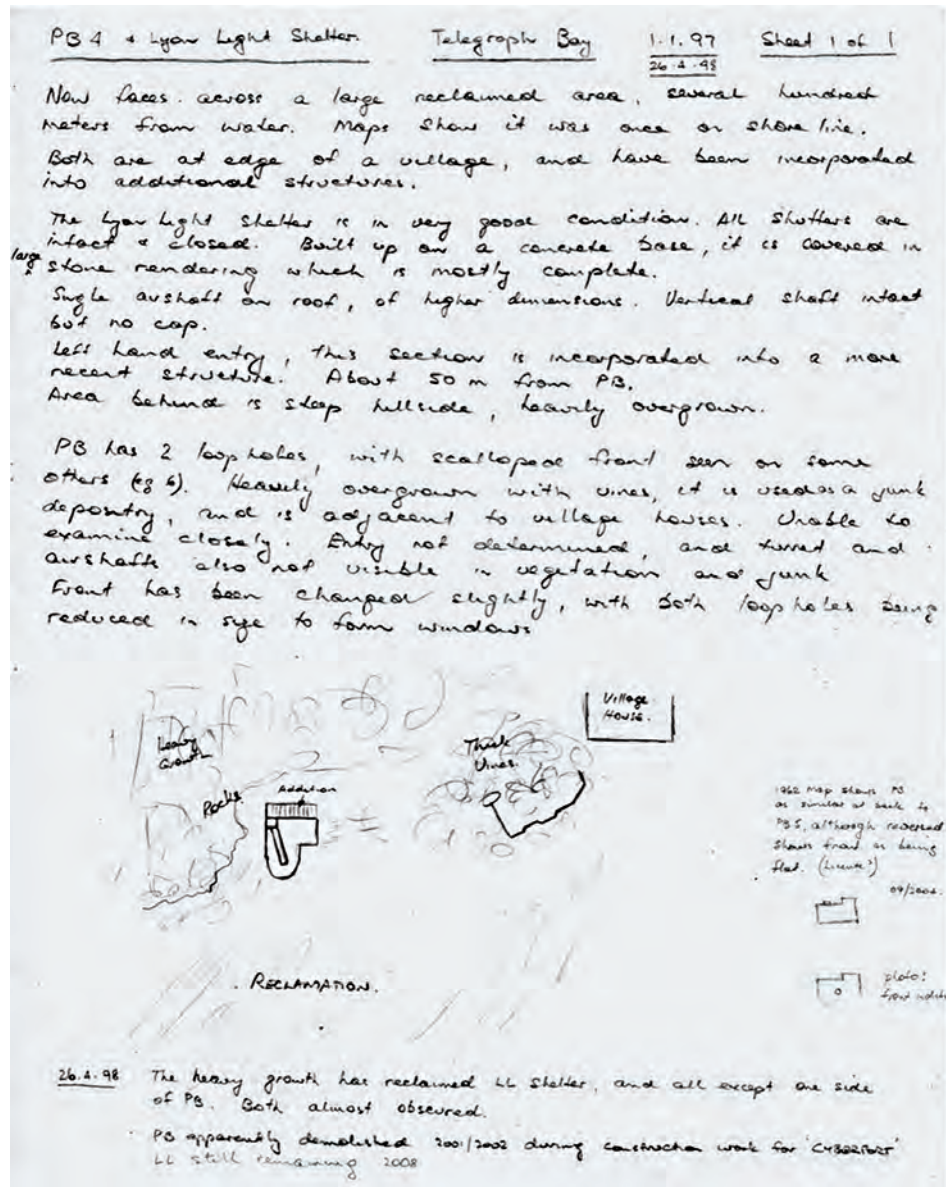 PB 4 & Lyon Light Shelter. Telegraph Bay 1.1.97 Sheet 1 of 1
26.4.98
Now faces across a large reclaimed area, several hundred
meters from water. Maps show it was once on shore line.
Both are at edge of a village, and have been incorporated
into additional structures.
The Lyon Light Shelter is in very good condition. All shutters are
intact & closed. Built up on a concrete base, it is covered in
large stone rendering which is mostly complete.
Single airshaft on roof, of higher dimensions. Vertical shaft intact
but no cap.
Left hand entry, this section is incorporated into a more
recent structure. About 50 m from PB.
Area behind is steep hillside, heavily overgrown.
PB has 2 loopholes, with scalloped front seen on some
others (eg 6). Heavily overgrown with vines, it is used as a junk
depositry, and is adjacent to village houses. Unable to
examine closely. Entry not determined, and turret and
airshafts also not visible in vegetation and junk
Front has been changed slightly, with both loopholes being
reduced in size to form windows
Village
House.
Heavy
Growth
Thick
Vines.
Rocks.
Addition
1962 Map shows PB
as similar at back to
PB5, although reversed
shows front as being
flat. (Licence?)
09/2004.
RECLAMATION.
photo:
front
26.4.98 The heavy growth has reclaimed LL Shelter, and all except one side
of PB. Both almost obscured.
PB apparently demolished 2001/2002 during construction work for 'CYBERPORT'
LL still remaining 2008